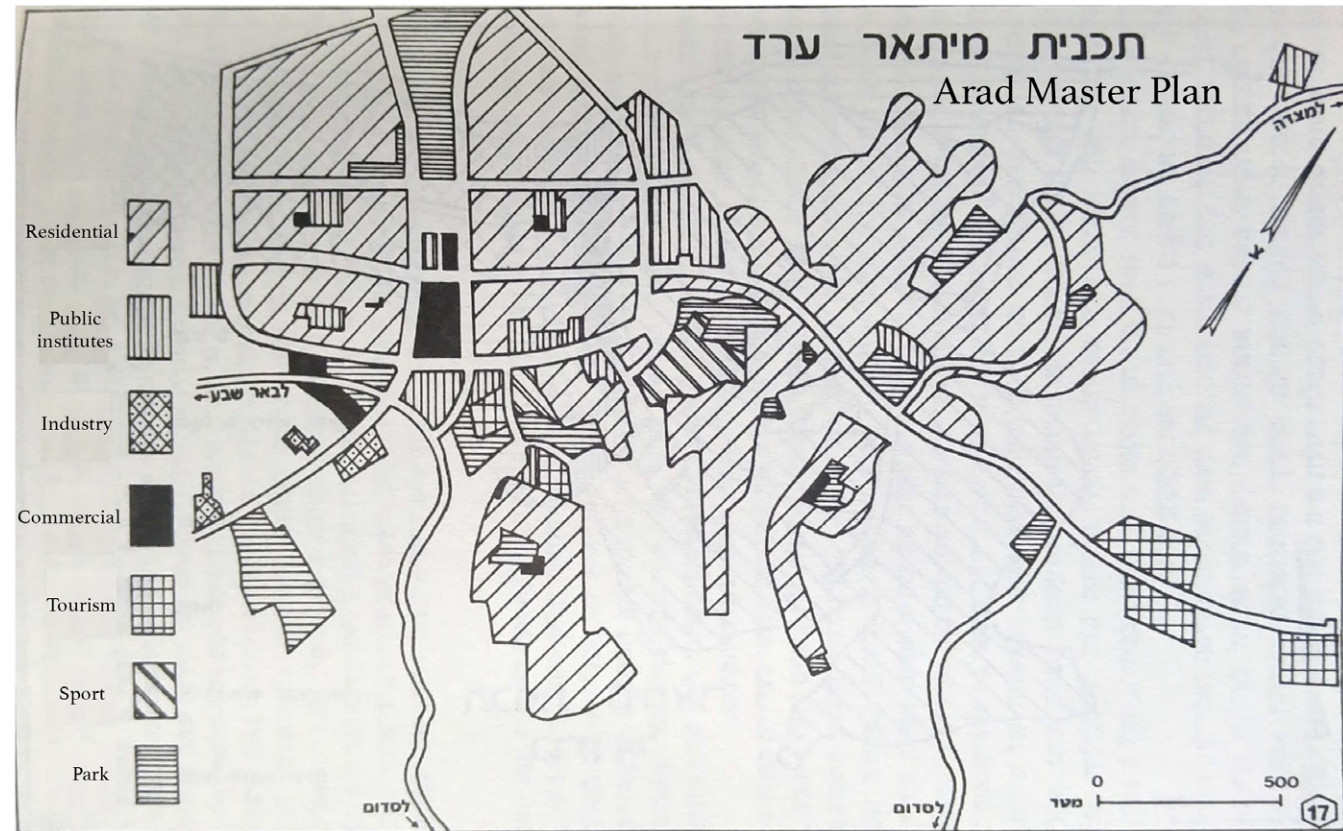 תכנית מיתאר ערד
Arad Master Plan
למצדה
Residential
Public
institutes
Industry
Commercial
Tourism
Sport
Park
לבאר שבע
לסדום
לסדום
0 500
מטר
17